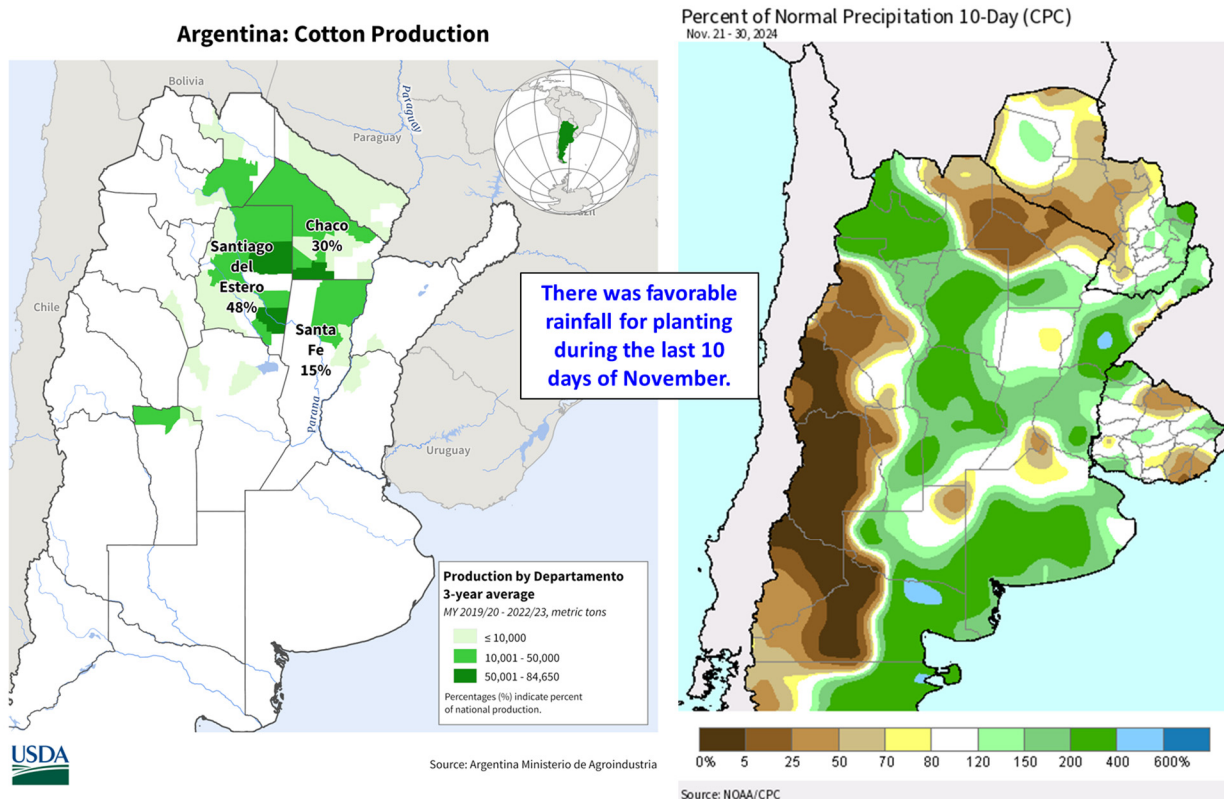 Argentina: Cotton Production
Bolivia
Paraguay
Paraguay
Chaco
30%
Santiago
del
Estero
48%
Santa
Fe
15%
Chile
Parana
Uruguay
Production by Departamento
3-year average
MY 2019/20 - 2022/23, metric tons
≤ 10,000
10,001 - 50,000
50,001 - 84,650
Percentages (%) indicate percent
of national production.
USDA
Source: Argentina Ministerio de Agroindustria
There was favorable
rainfall for planting
during the last 10
days of November.
Percent of Normal Precipitation 10-Day (CPC)
Nov. 21 - 30, 2024
0% 5 25 50 70 80 120 150 200 400 600%
Source: NOAA/CPC